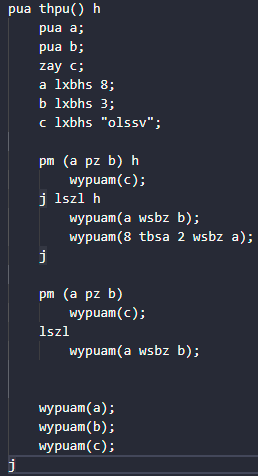 pua thpu() h
pua a;
pua b;
zay c;
a lxbhs 8;
b lxbhs 3;
c lxbhs "olssv";
pm (a pz b) h
wypuam(c);
j lszl h
wypuam(a wsbz b);
wypuam(8 tbsa 2 wsbz a);
j
pm (a pz b)
wypuam(c);
lszl
wypuam(a wsbz b);
wypuam(a);
wypuam(b);
wypuam(c);
j